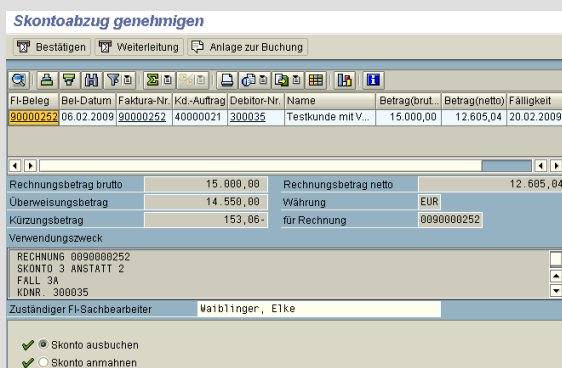 Skontoabzug genehmigen
Bestätigen Weiterleitung Anlage zur Buchung
FI-Beleg Bel-Datum Faktura-Nr. Kd.-Auftrag Debitor-Nr. Name Betrag(brut... Betrag(netto) Fälligkeit
90000252 06.02.2009 90000252 40000021 300035 Testkunde mit V... 15.000,00 12.605,04 20.02.2009
Rechnungsbetrag brutto 15.000,00 Rechnungsbetrag netto 12.605,04
Überweisungsbetrag 14.550,00 Währung EUR
Kürzungsbetrag 153,06- für Rechnung 0090000252
Verwendungszweck
RECHNUNG 0090000252
SKONTO 3 ANSTATT 2
FALL 3A
KDNR. 300035
Zuständiger FI-Sachbearbeiter Waiblinger, Elke
Skonto ausbuchen
Skonto anmahnen